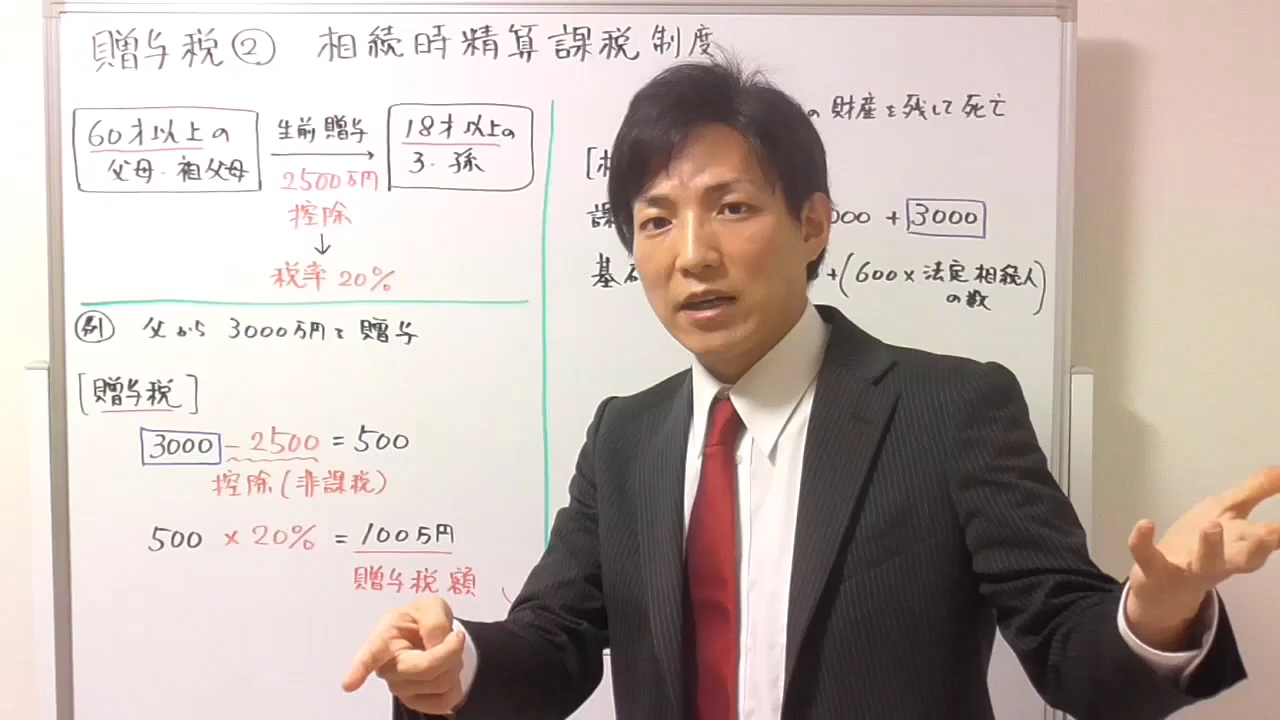 贈与税② 相続時精算課税制度
60才以上の
父母・祖父母
生前贈与
2500万円
控除
↓
税率20%
18才以上の
子・孫
例 父から3000万円を贈与
[贈与税]
3000 - 2500 = 500
控除(非課税)
500 × 20% = 100万円
贈与税額
の財産を残して死亡
[相
課 000 + 3000
基礎 +(600×法定相続人
の数)